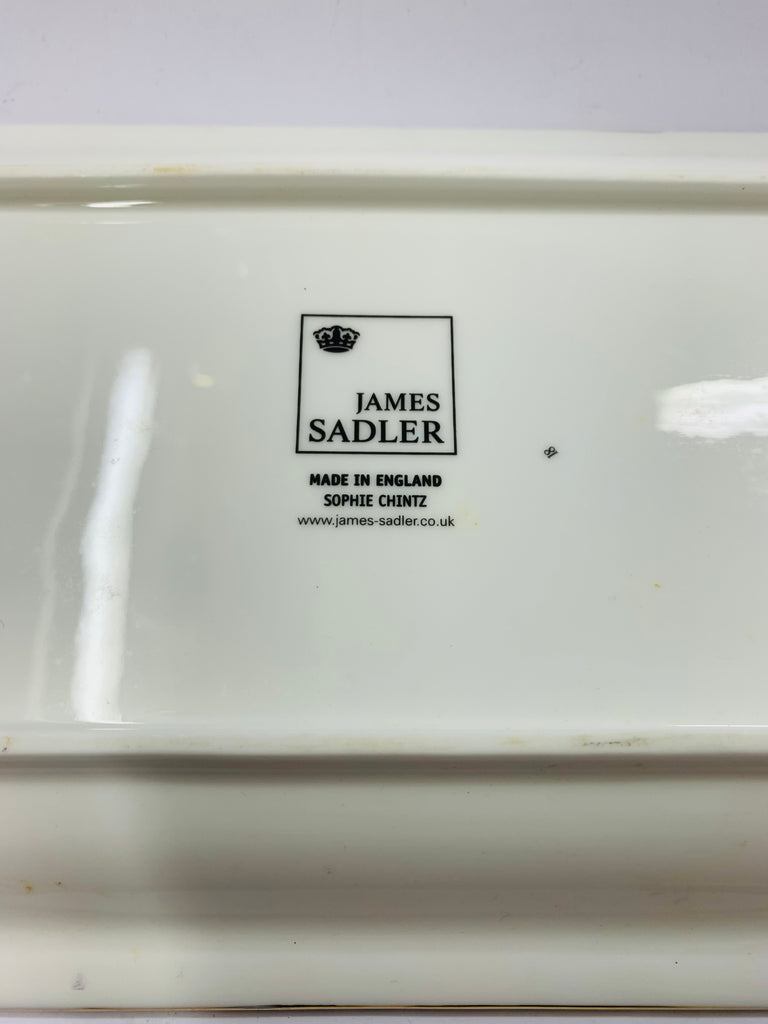 JAMES
SADLER
MADE IN ENGLAND
SOPHIE CHINTZ
www.james-sadler.co.uk